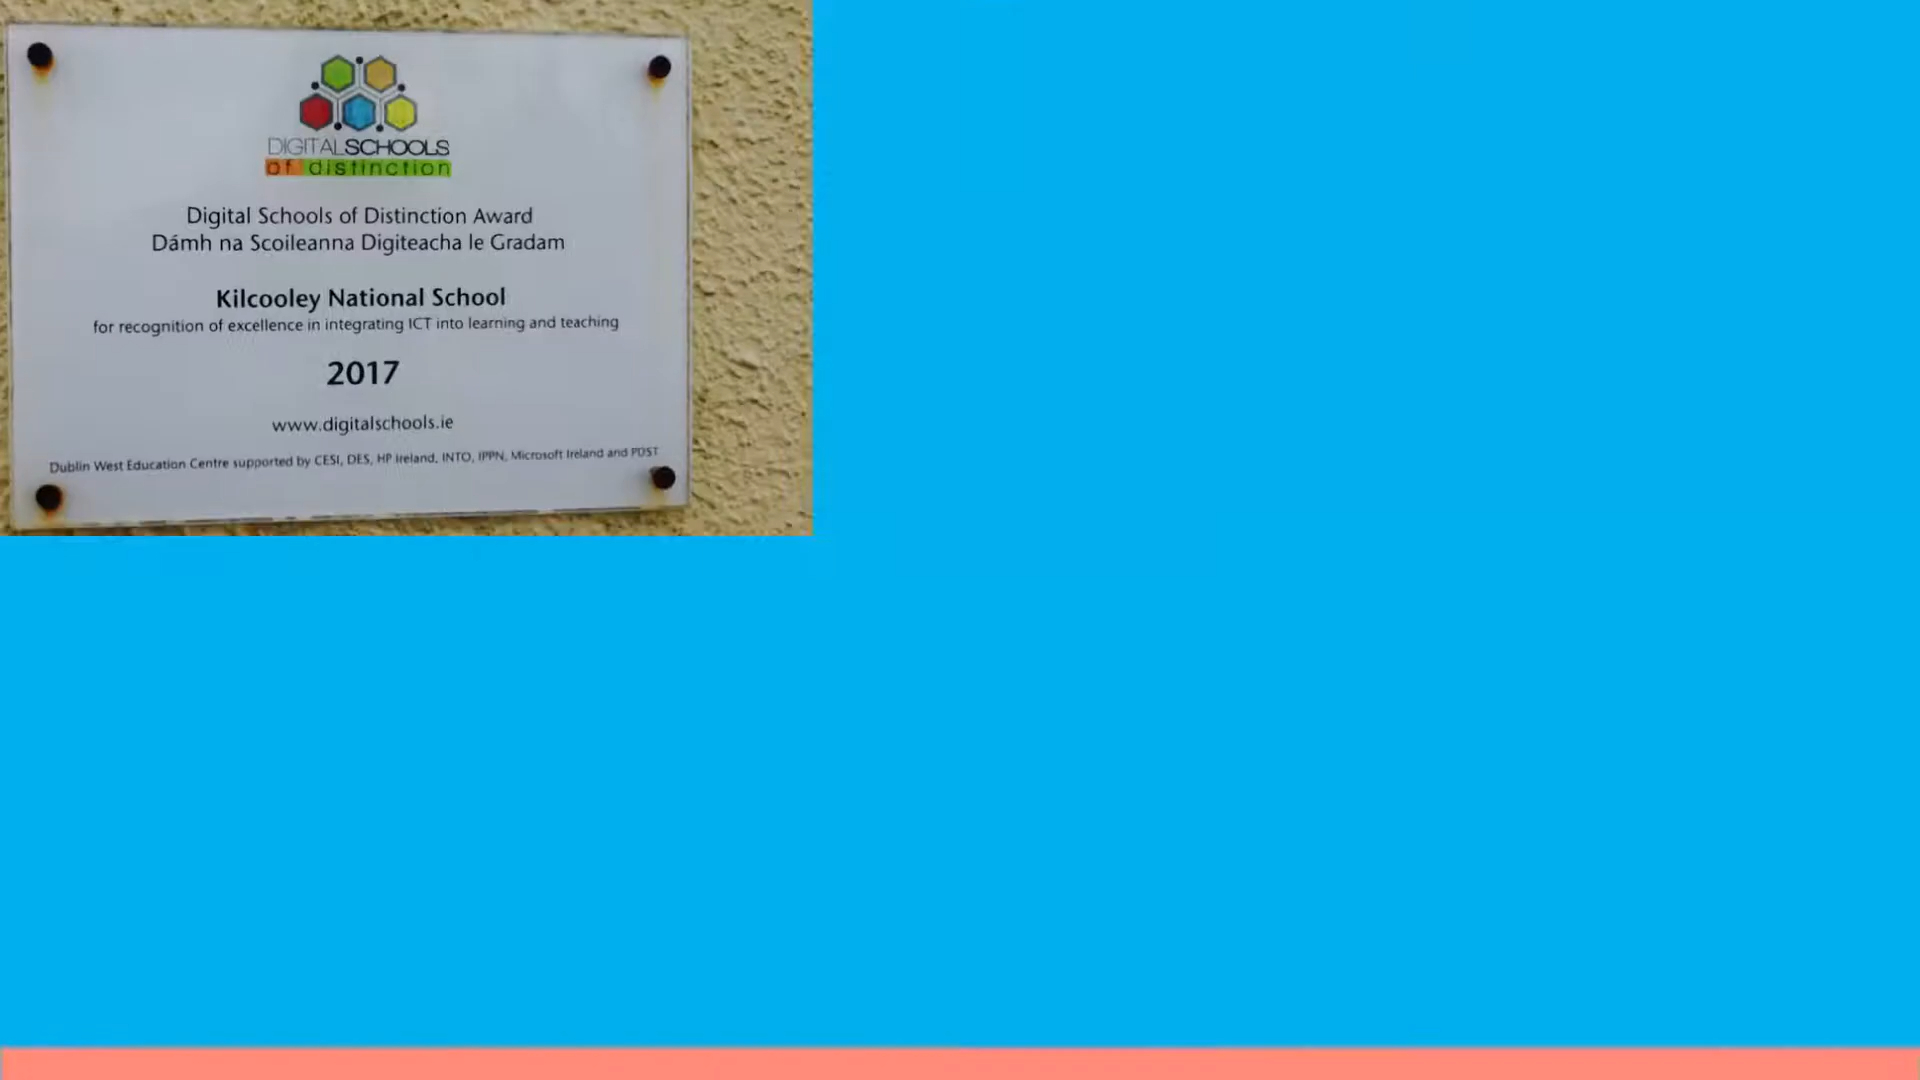 DIGITALSCHOOLS
of distinction
Digital Schools of Distinction Award
Dámh na Scoileanna Digiteacha le Gradam
Kilcooley National School
for recognition of excellence in integrating ICT into learning and teaching
2017
www.digitalschools.ie
Dublin West Education Centre supported by CESI, DES, HP Ireland, INTO, IPPN, Microsoft Ireland and PDST